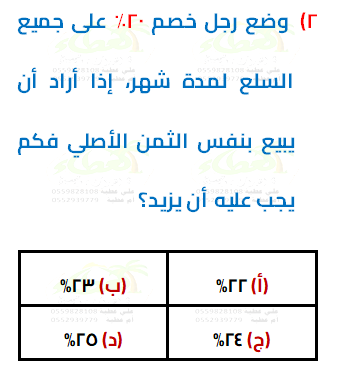 ٢) وضع رجل خصم ٢٠٪ على جميع
السلع لمدة شهر، إذا أراد أن
يبيع بنفس الثمن الأصلي فكم
يجب عليه أن يزيد؟
(أ) ٢٢% (ب) ٢٣%
(ج) ٢٤% (د) ٢٥%